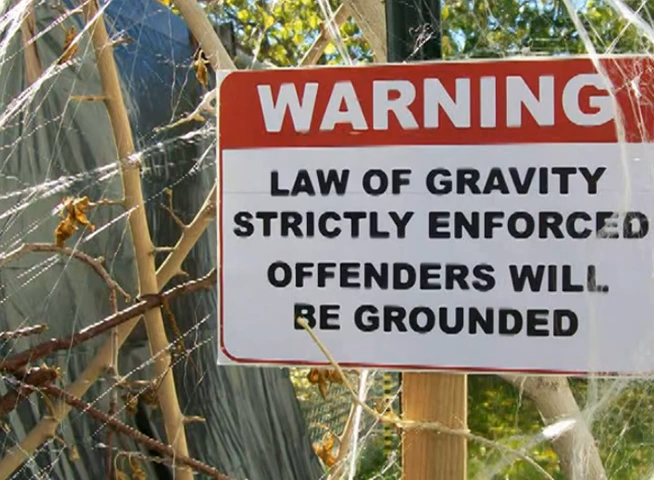 WARNING
LAW OF GRAVITY
STRICTLY ENFORCED
OFFENDERS WILL
BE GROUNDED